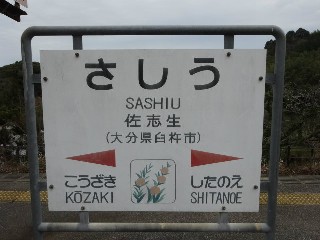 さしう
SASHIU
佐志生
(大分県臼杵市)
こうざき したのえ
KŌZAKI SHITANOE